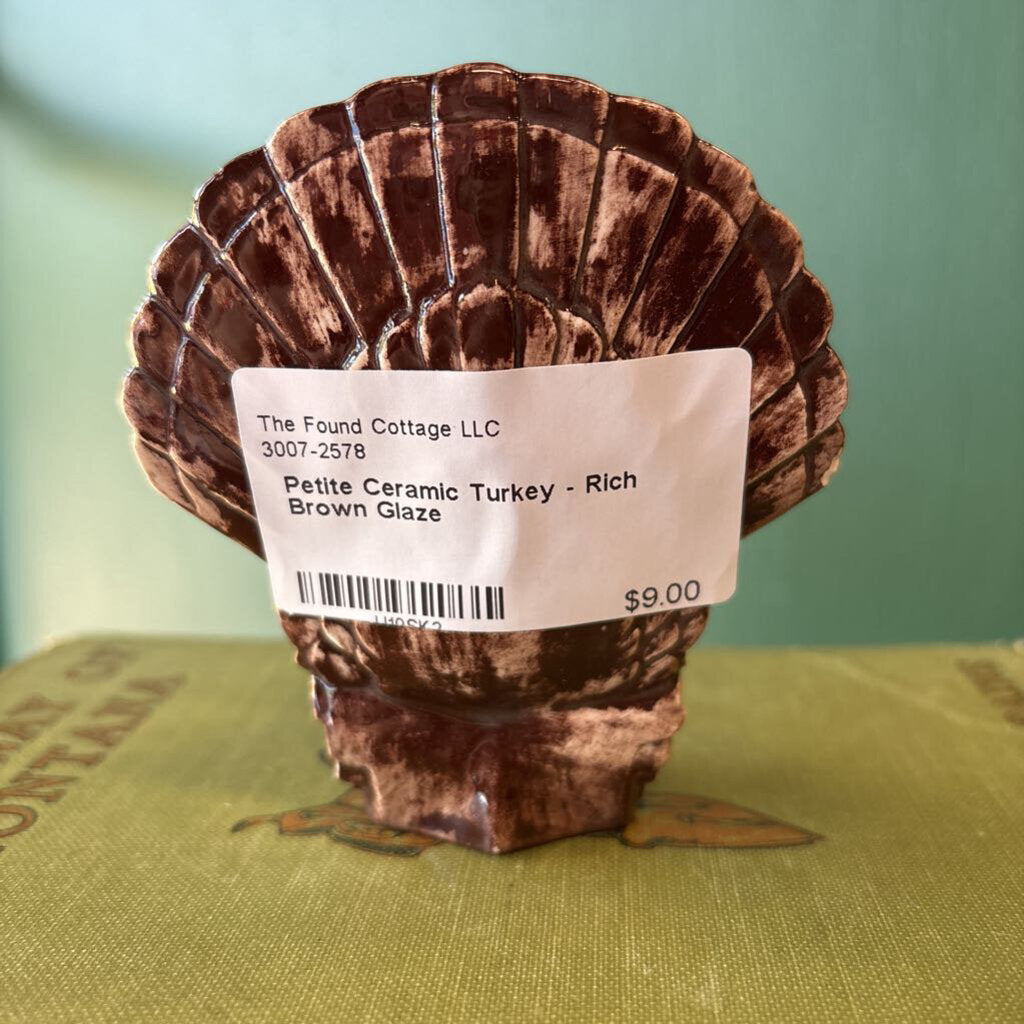 The Found Cottage LLC
3007-2578
Petite Ceramic Turkey - Rich
Brown Glaze
$9.00